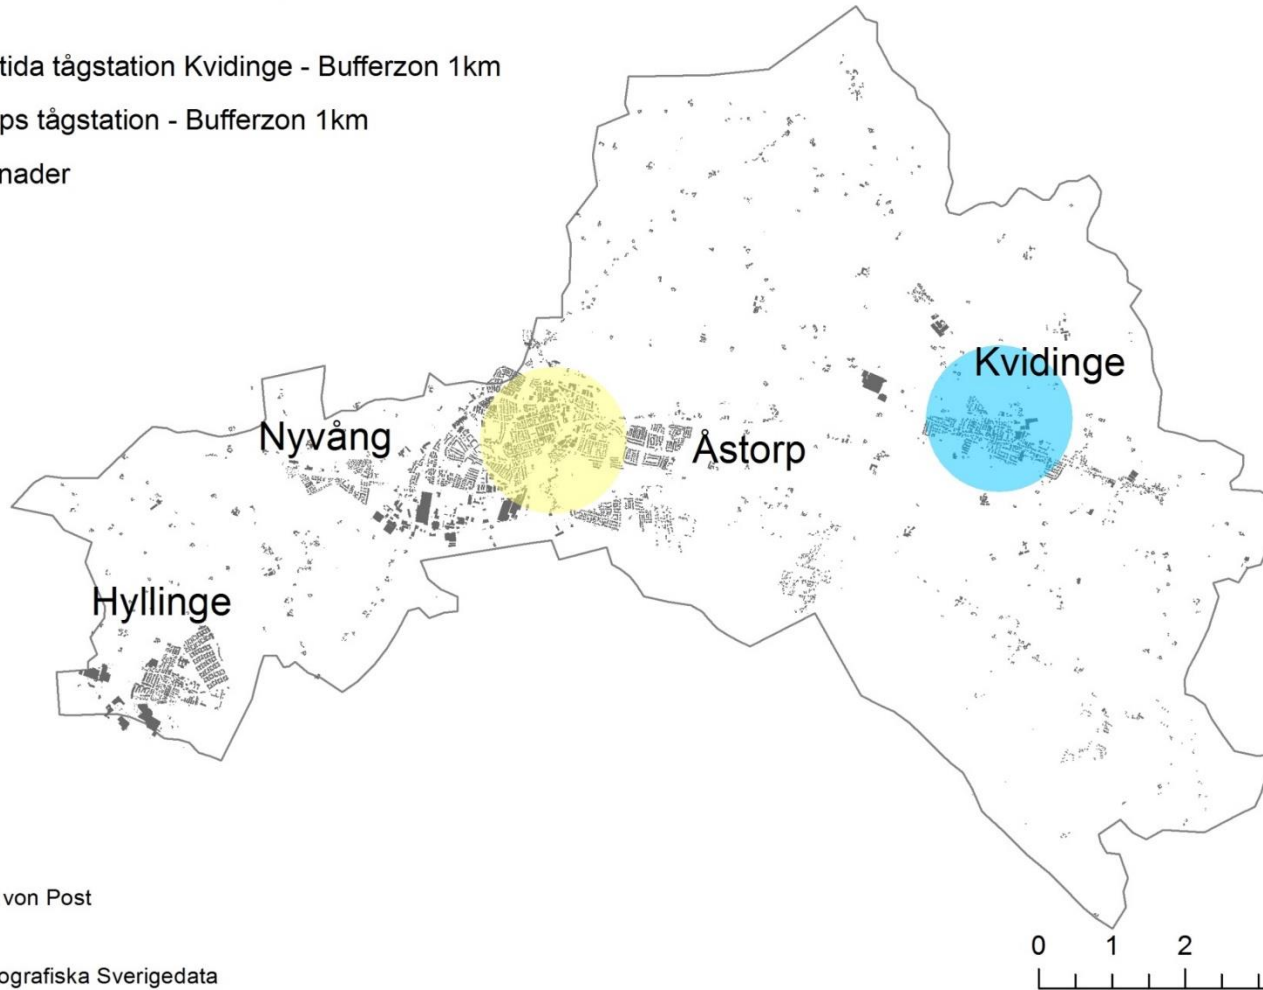 tida tågstation Kvidinge - Bufferzon 1km
ps tågstation - Bufferzon 1km
nader
Kvidinge
Nyvång
Åstorp
Hyllinge
von Post
ografiska Sverigedata
0 1 2